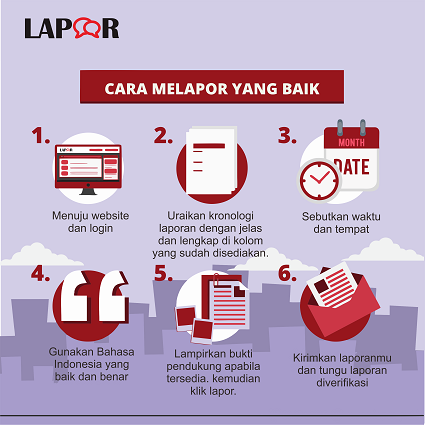 LAPOR
CARA MELAPOR YANG BAIK
1.
LAPOR
Menuju website
dan login
2.
Uraikan kronologi
laporan dengan jelas
dan lengkap di kolom
yang sudah disediakan.
3.
MONTH
DATE
Sebutkan waktu
dan tempat
4.
Gunakan Bahasa
Indonesia yang
baik dan benar
5.
Lampirkan bukti
pendukung apabila
tersedia. kemudian
klik lapor.
6.
Kirimkan laporanmu
dan tungu laporan
diverifikasi